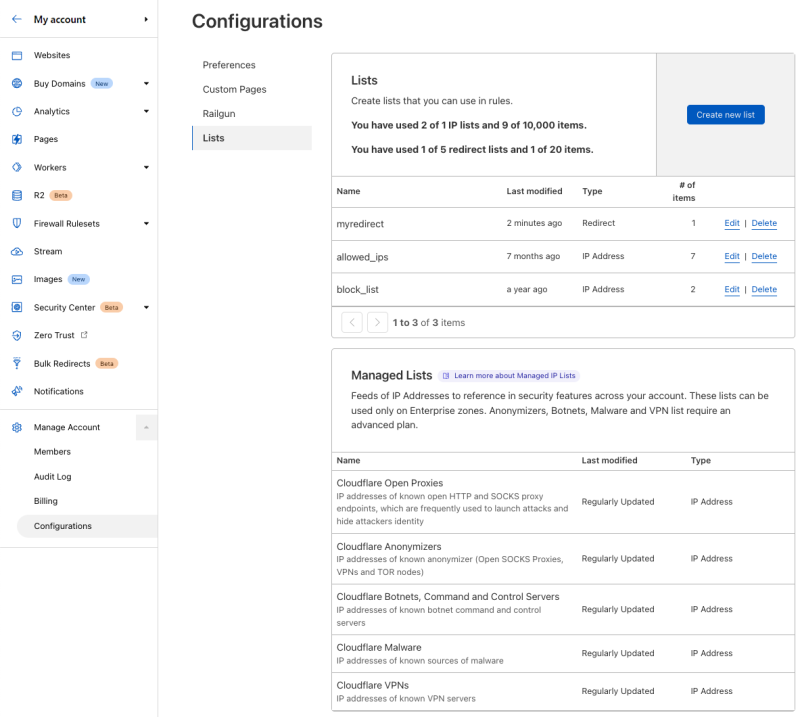 My account
Websites
Buy Domains New
Analytics
Pages
Workers
R2 Beta
Firewall Rulesets
Stream
Images New
Security Center Beta
Zero Trust
Bulk Redirects Beta
Notifications
Manage Account
Members
Audit Log
Billing
Configurations
Configurations
Preferences
Custom Pages
Railgun
Lists
Lists
Create lists that you can use in rules.
You have used 2 of 1 IP lists and 9 of 10,000 items.
You have used 1 of 5 redirect lists and 1 of 20 items.
Create new list
Name Last modified Type # of items
myredirect 2 minutes ago Redirect 1 Edit | Delete
allowed_ips 7 months ago IP Address 7 Edit | Delete
block_list a year ago IP Address 2 Edit | Delete
1 to 3 of 3 items
Managed Lists Learn more about Managed IP Lists
Feeds of IP Addresses to reference in security features across your account. These lists can be
used only on Enterprise zones. Anonymizers, Botnets, Malware and VPN list require an
advanced plan.
Name Last modified Type
Cloudflare Open Proxies
IP addresses of known open HTTP and SOCKS proxy
endpoints, which are frequently used to launch attacks and
hide attackers identity
Regularly Updated IP Address
Cloudflare Anonymizers
IP addresses of known anonymizer (Open SOCKS Proxies,
VPNs and TOR nodes)
Regularly Updated IP Address
Cloudflare Botnets, Command and Control Servers
IP addresses of known botnet command and control
servers
Regularly Updated IP Address
Cloudflare Malware
IP addresses of known sources of malware
Regularly Updated IP Address
Cloudflare VPNs
IP addresses of known VPN servers
Regularly Updated IP Address